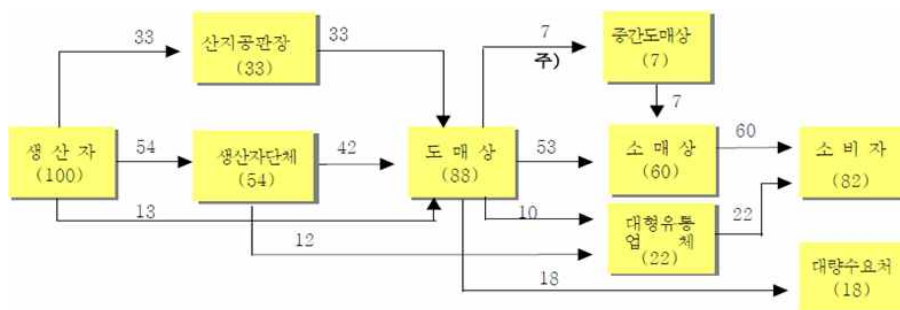 33
산지공판장
(33)
33
7
주)
중간도매상
(7)
7
생 산 자
(100)
54
생산자단체
(54)
42
도 매 상
(88)
53
소 매 상
(60)
60
소 비 자
(82)
13
12
10
대형유통
업 체
(22)
22
18
대량수요처
(18)